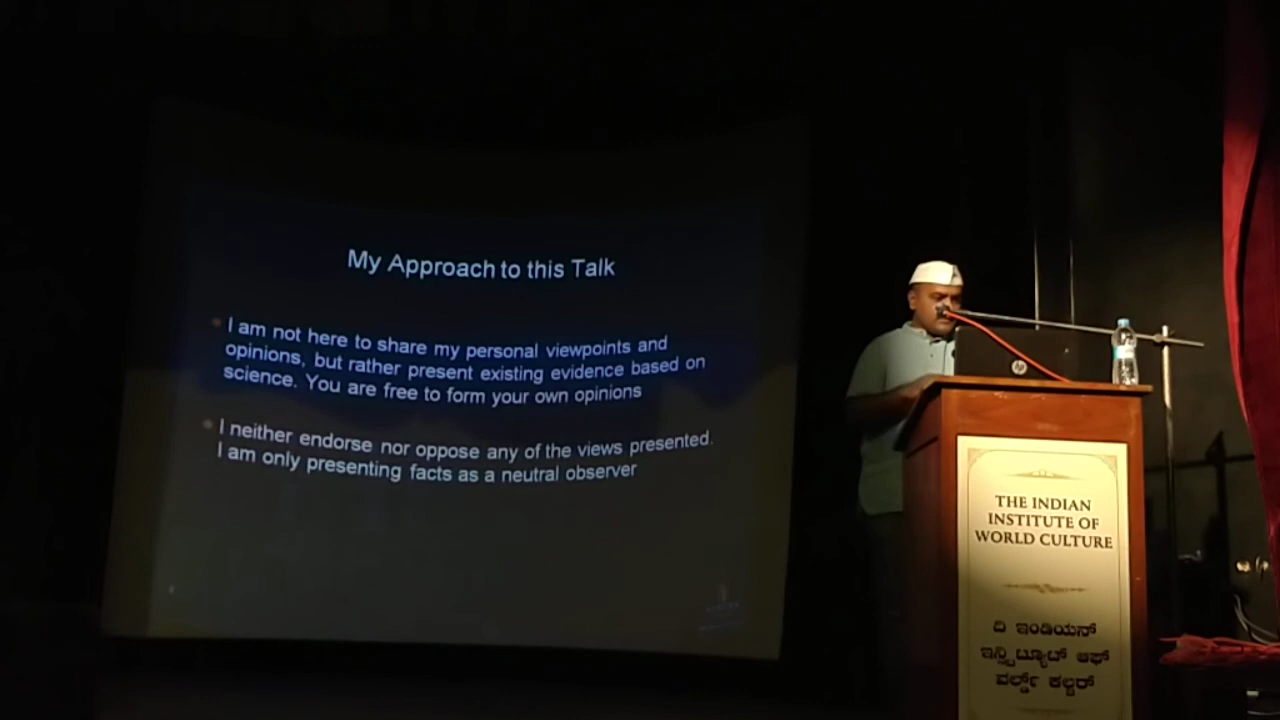 My Approach to this Talk
I am not here to share my personal viewpoints and
opinions, but rather present existing evidence based on
science. You are free to form your own opinions
I neither endorse nor oppose any of the views presented.
I am only presenting facts as a neutral observer
hp
THE INDIAN
INSTITUTE OF
WORLD CULTURE
ದಿ ಇಂಡಿಯನ್
ಇನ್ಸ್ಟಿಟ್ಯೂಟ್ ಆಫ್
ವರ್ಲ್ಡ್ ಕಲ್ಚರ್